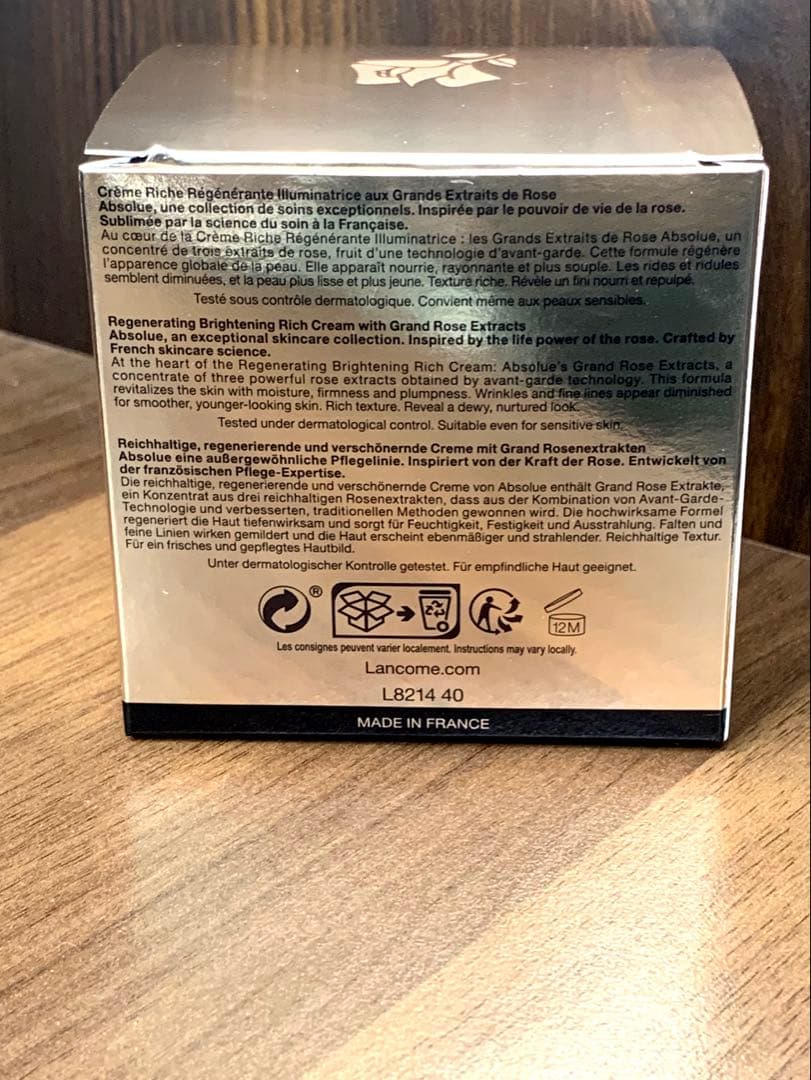 Crème Riche Régénérante Illuminatrice aux Grands Extraits de Rose
Absolue, une collection de soins exceptionnels. Inspirée par le pouvoir de vie de la rose.
Sublimée par la science du soin à la Française.
Au cœur de la Crème Riche Régénérante Illuminatrice : les Grands Extraits de Rose Absolue, un
concentré de trois extraits de rose, fruit d'une technologie d'avant-garde. Cette formule régénère
l'apparence globale de la peau. Elle apparaît nourrie, rayonnante et plus souple. Les rides et ridules
semblent diminuées, et la peau plus lisse et plus jeune. Texture riche. Révèle un fini nourri et repulpé.
Testé sous contrôle dermatologique. Convient même aux peaux sensibles.
Regenerating Brightening Rich Cream with Grand Rose Extracts
Absolue, an exceptional skincare collection. Inspired by the life power of the rose. Crafted by
French skincare science.
At the heart of the Regenerating Brightening Rich Cream: Absolue's Grand Rose Extracts, a
concentrate of three powerful rose extracts obtained by avant-garde technology. This formula
revitalizes the skin with moisture, firmness and plumpness. Wrinkles and fine lines appear diminished
for smoother, younger-looking skin. Rich texture. Reveal a dewy, nurtured look.
Tested under dermatological control. Suitable even for sensitive skin.
Reichhaltige, regenerierende und verschönernde Creme mit Grand Rosenextrakten
Absolue eine außergewöhnliche Pflegelinie. Inspiriert von der Kraft der Rose. Entwickelt von
der französischen Pflege-Expertise.
Die reichhaltige, regenerierende und verschönernde Creme von Absolue enthält Grand Rose Extrakte,
ein Konzentrat aus drei reichhaltigen Rosenextrakten, dass aus der Kombination von Avant-Garde-
Technologie und verbesserten, traditionellen Methoden gewonnen wird. Die hochwirksame Formel
regeneriert die Haut tiefenwirksam und sorgt für Feuchtigkeit, Festigkeit und Ausstrahlung. Falten und
feine Linien wirken gemildert und die Haut erscheint ebenmäßiger und strahlender. Reichhaltige Textur.
Für ein frisches und gepflegtes Hautbild.
Unter dermatologischer Kontrolle getestet. Für empfindliche Haut geeignet.
®
12M
Les consignes peuvent varier localement. Instructions may vary locally.
Lancome.com
L8214 40
MADE IN FRANCE